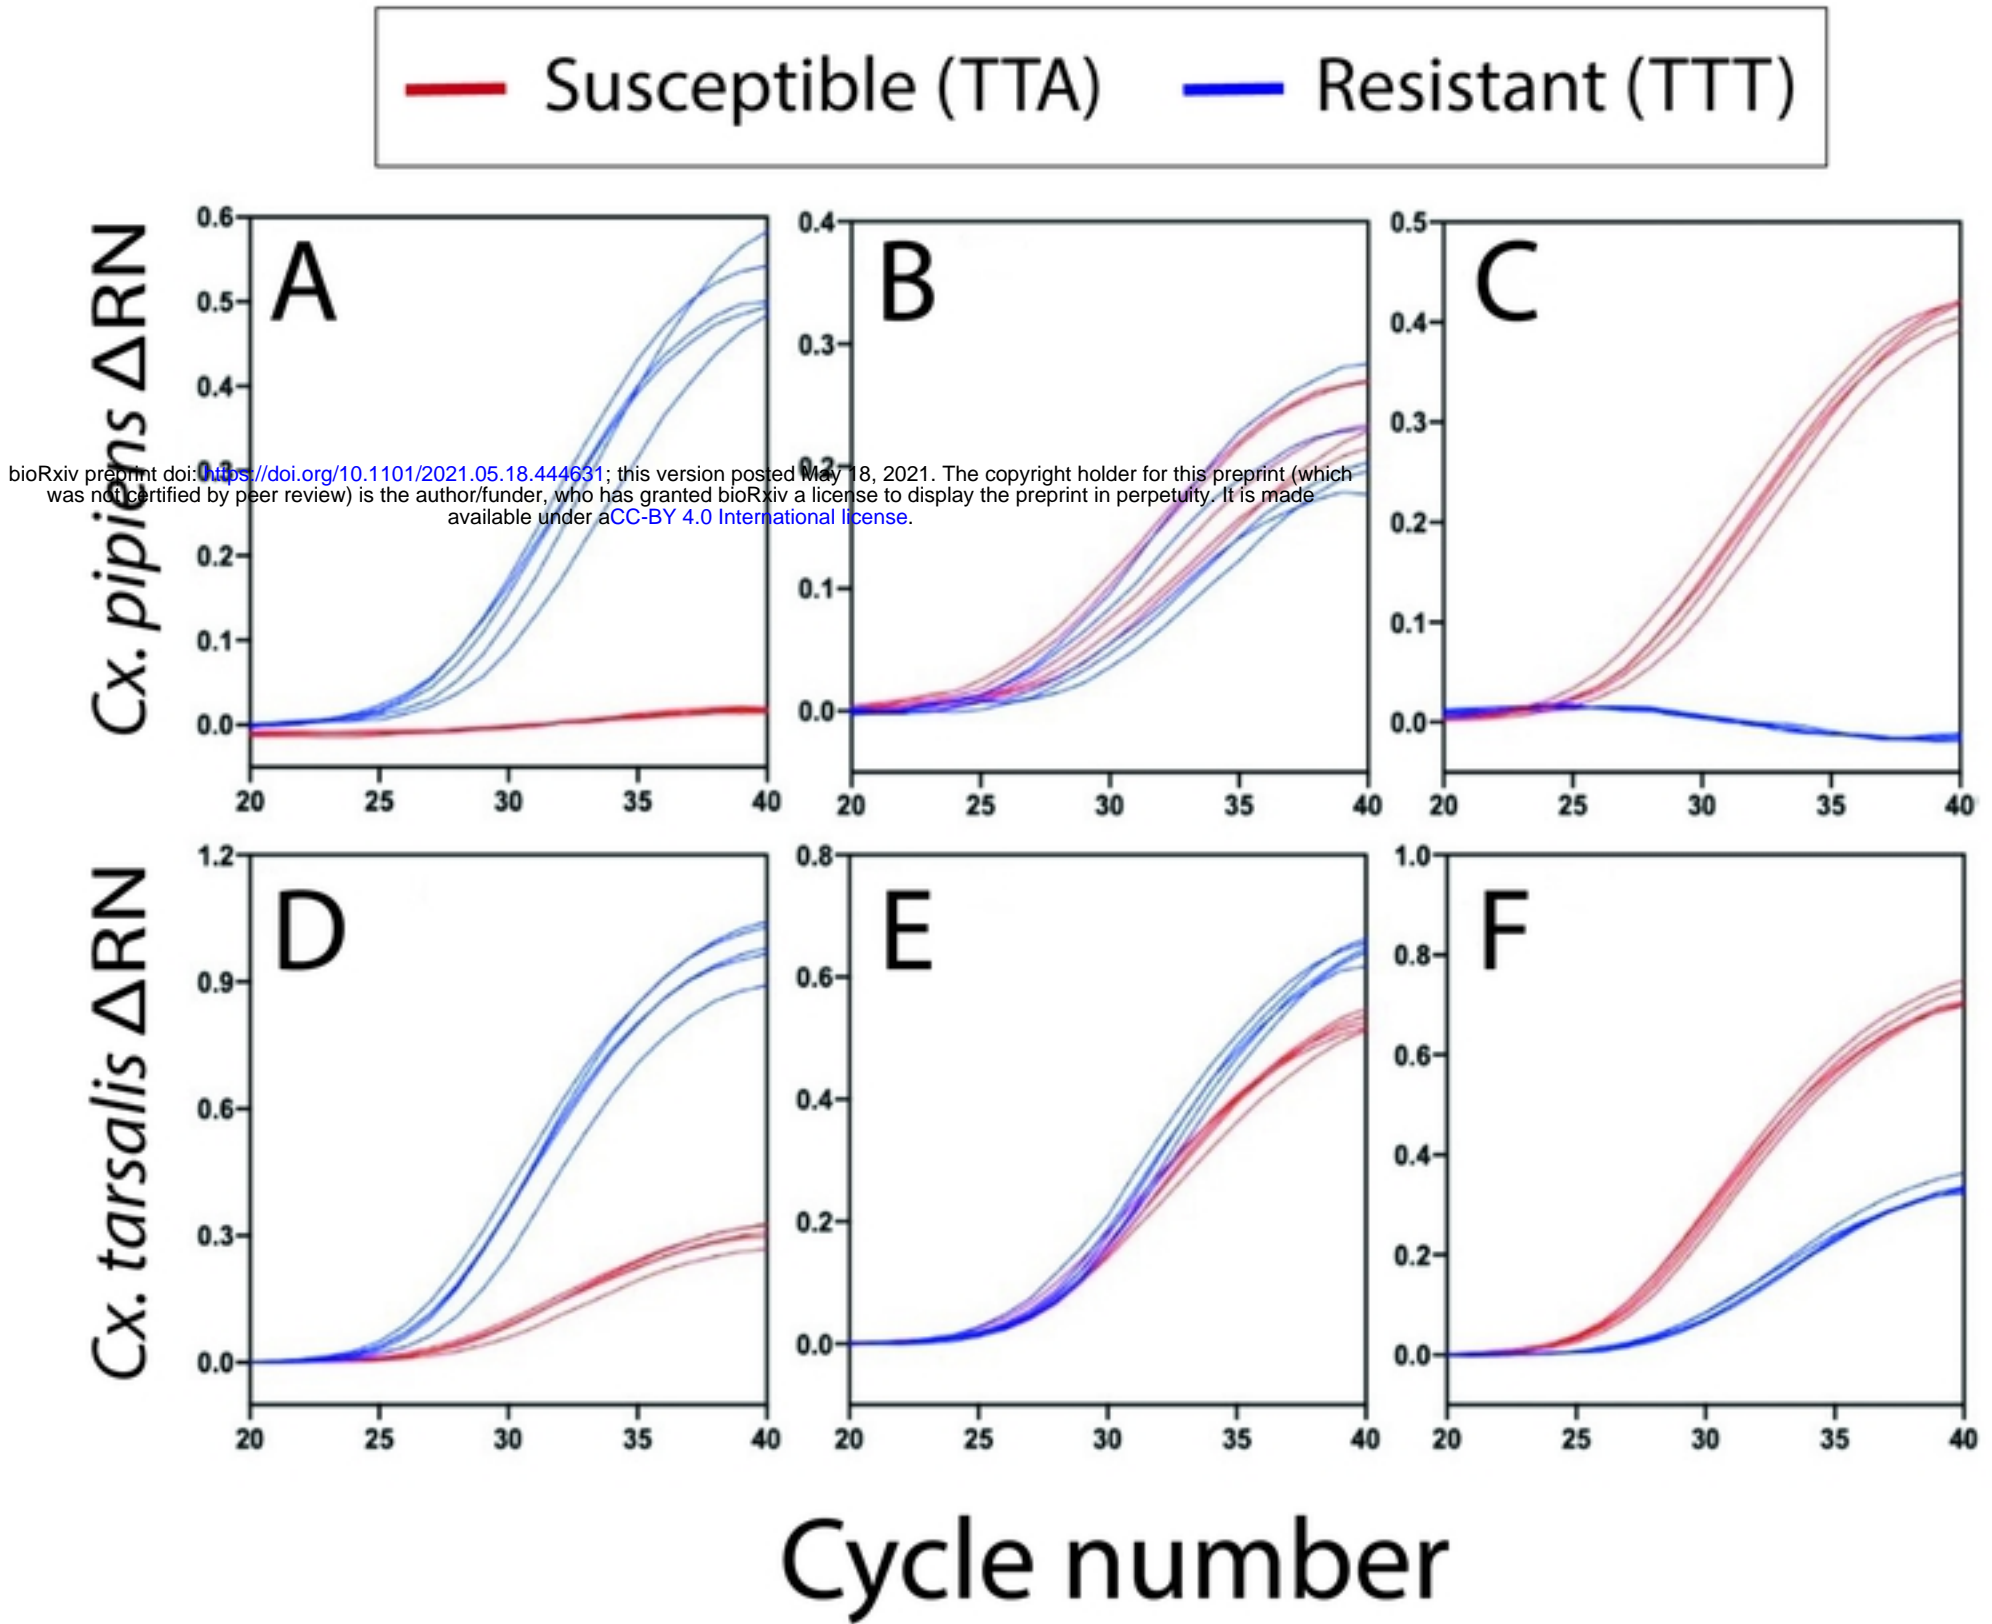 Susceptible (TTA) Resistant (TTT)
Cx. pipiens ΔRN
A
0.6
0.5
0.4
0.3
0.2
0.1
0.0
20 25 30 35 40
B
0.4
0.3
0.2
0.1
0.0
20 25 30 35 40
C
0.5
0.4
0.3
0.2
0.1
0.0
20 25 30 35 40
bioRxiv preprint doi: https://doi.org/10.1101/2021.05.18.444631; this version posted May 18, 2021. The copyright holder for this preprint (which
was not certified by peer review) is the author/funder, who has granted bioRxiv a license to display the preprint in perpetuity. It is made
available under aCC-BY 4.0 International license.
Cx. tarsalis ΔRN
D
1.2
0.9
0.6
0.3
0.0
20 25 30 35 40
E
0.8
0.6
0.4
0.2
0.0
20 25 30 35 40
F
1.0
0.8
0.6
0.4
0.2
0.0
20 25 30 35 40
Cycle number